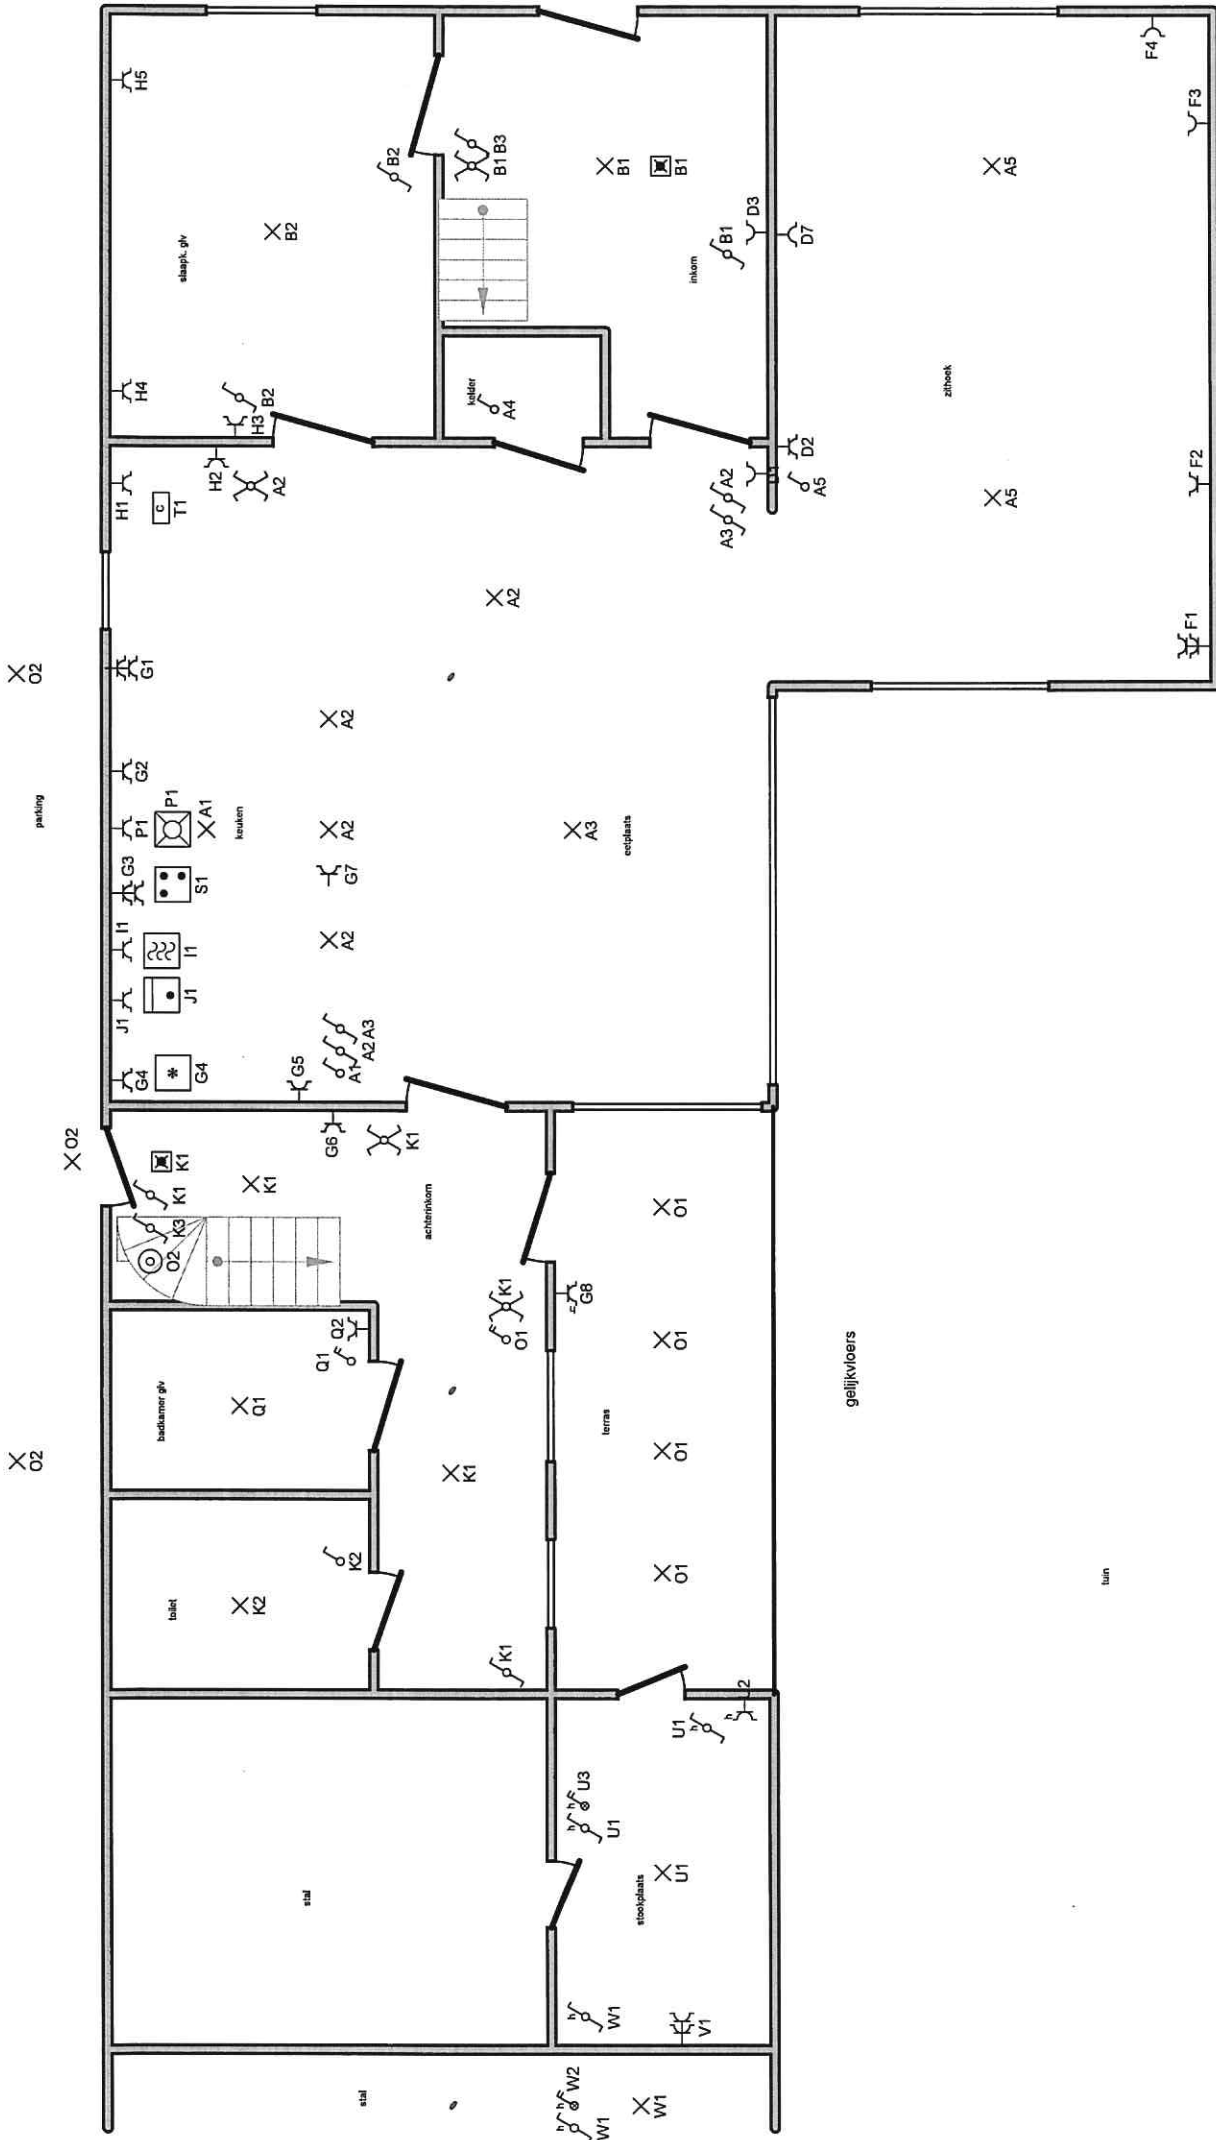 H5
H4
H3
B2
slaapk. glv
B2
B2
B1
B3
B1
B1
B1
D3
D7
inkom
kelder
A4
F4
F3
A5
zithoek
F2
A5
F1
D2
A5
A2
A3
H1
T1
H2
A2
A2
O2
parking
G1
G2
P1
P1
A1
keuken
G3
S1
I1
I1
J1
J1
G4
G4
A2
A2
G7
A2
A3
eetplaats
A1
A2
A3
G5
O2
K1
K1
K3
O2
K1
G6
K1
achterinkom
K1
O1
G8
O1
O1
O1
O1
terras
gelijkvloers
tuin
O2
badkamer glv
Q1
Q1
Q2
toilet
K2
K2
K1
K1
stal
h
U1
h
h
U1
h
U3
U1
stookplaats
h
W1
V1
stal
h
W1
h
W2
W1